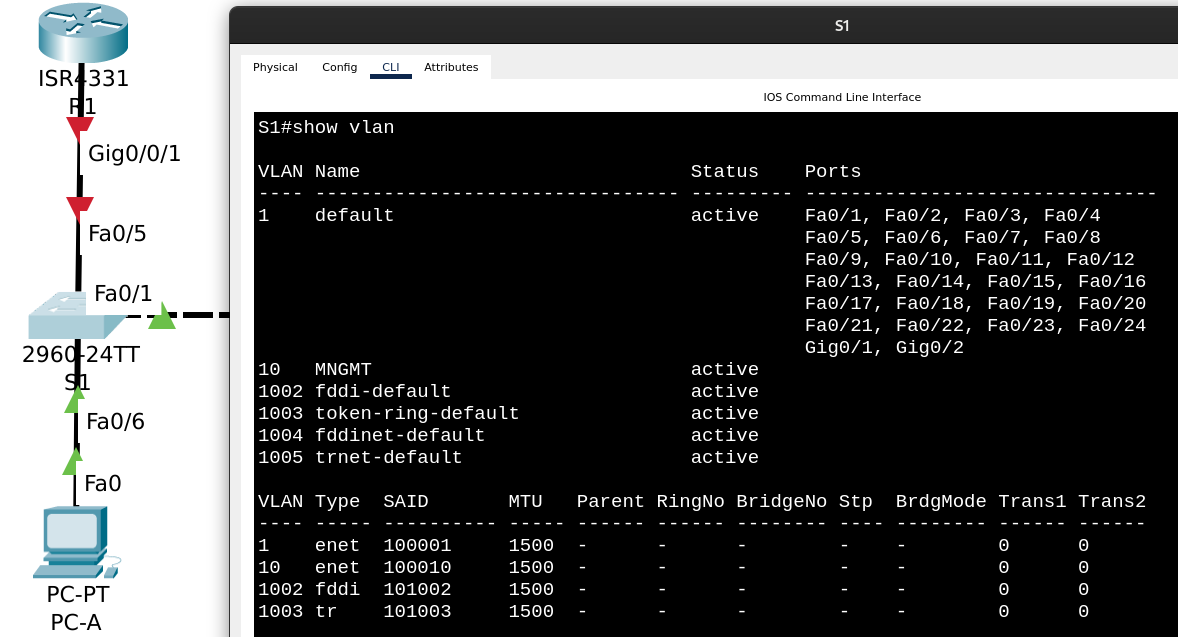 ISR4331
R1
Gig0/0/1
Fa0/5
Fa0/1
2960-24TT
S1
Fa0/6
Fa0
PC-PT
PC-A
S1
Physical Config CLI Attributes
IOS Command Line Interface
S1#show vlan
VLAN Name                             Status    Ports
---- -------------------------------- --------- -------------------------------
1    default                          active    Fa0/1, Fa0/2, Fa0/3, Fa0/4
                                                Fa0/5, Fa0/6, Fa0/7, Fa0/8
                                                Fa0/9, Fa0/10, Fa0/11, Fa0/12
                                                Fa0/13, Fa0/14, Fa0/15, Fa0/16
                                                Fa0/17, Fa0/18, Fa0/19, Fa0/20
                                                Fa0/21, Fa0/22, Fa0/23, Fa0/24
                                                Gig0/1, Gig0/2
10   MNGMT                            active
1002 fddi-default                     active
1003 token-ring-default               active
1004 fddinet-default                  active
1005 trnet-default                    active
VLAN Type  SAID       MTU   Parent RingNo BridgeNo Stp  BrdgMode Trans1 Trans2
---- ----- ---------- ----- ------ ------ -------- ---- -------- ------ ------
1    enet  100001     1500  -      -      -        -    -        0      0
10   enet  100010     1500  -      -      -        -    -        0      0
1002 fddi  101002     1500  -      -      -        -    -        0      0
1003 tr    101003     1500  -      -      -        -    -        0      0